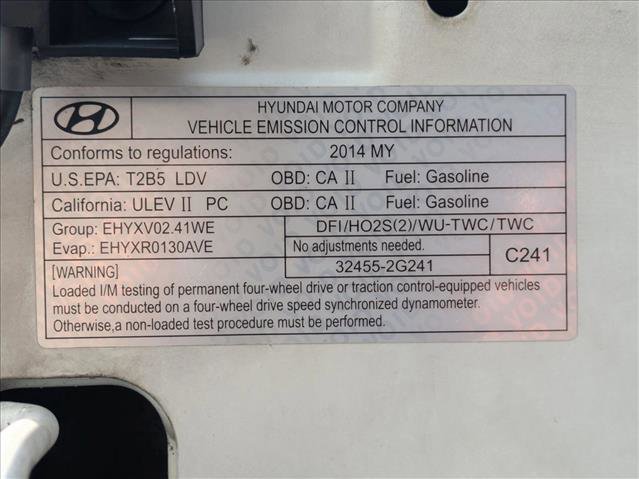 HYUNDAI MOTOR COMPANY
VEHICLE EMISSION CONTROL INFORMATION
Conforms to regulations: 2014 MY
U.S.EPA: T2B5 LDV OBD: CA II Fuel: Gasoline
California: ULEV II PC OBD: CA II Fuel: Gasoline
Group: EHYXV02.41WE DFI/HO2S(2)/WU-TWC/TWC
Evap.: EHYXR0130AVE No adjustments needed. C241
[WARNING] 32455-2G241
Loaded I/M testing of permanent four-wheel drive or traction control-equipped vehicles
must be conducted on a four-wheel drive speed synchronized dynamometer.
Otherwise,a non-loaded test procedure must be performed.